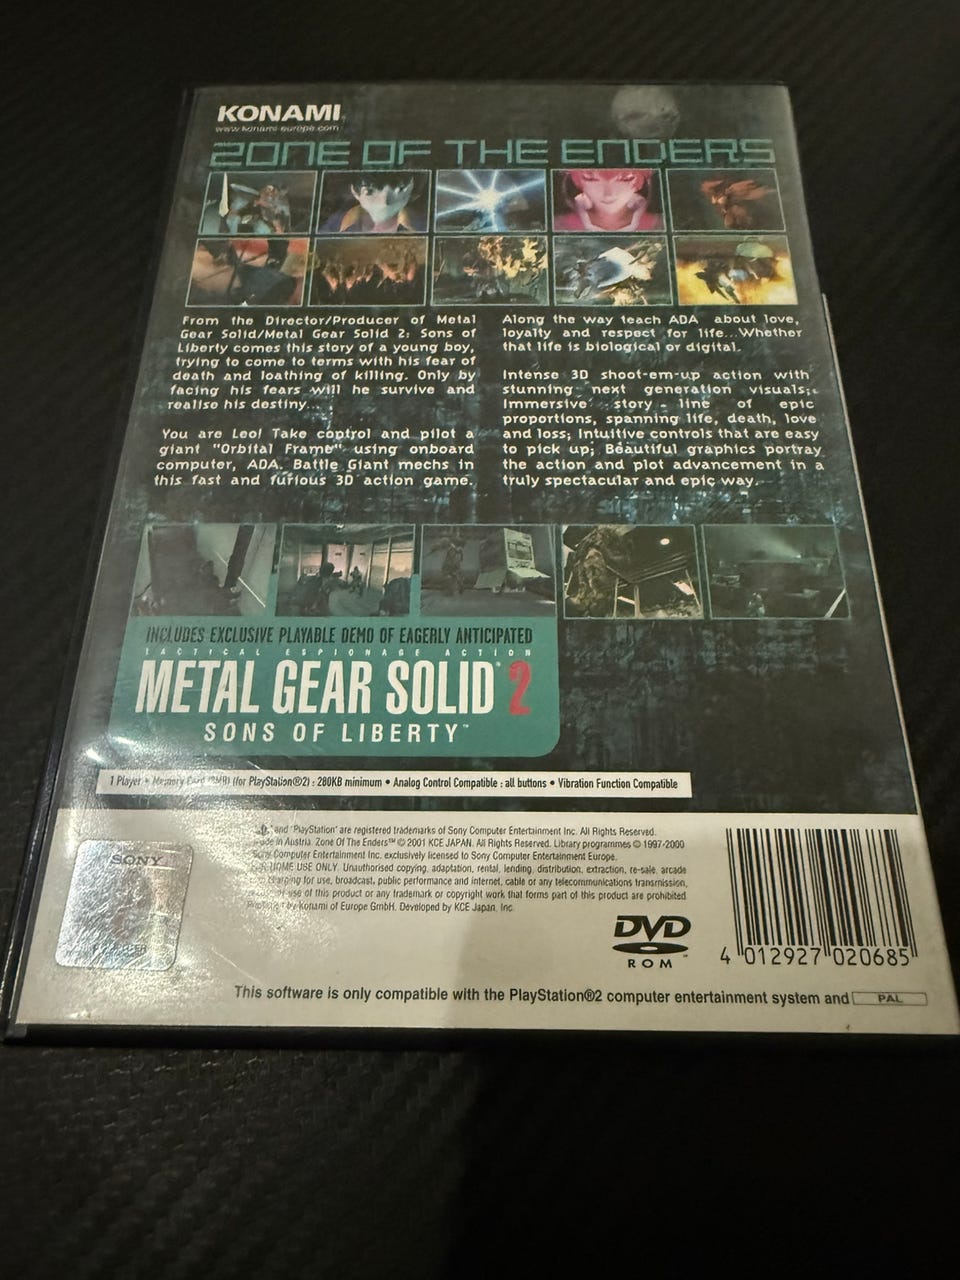 KONAMI
www.konami-europe.com
ZONE OF THE ENDERS
From the Director/Producer of Metal
Gear Solid/Metal Gear Solid 2: Sons of
Liberty comes this story of a young boy,
trying to come to terms with his fear of
death and loathing of killing. Only by
facing his fears will he survive and
realise his destiny...
You are Leo! Take control and pilot a
giant "Orbital Frame" using onboard
computer, ADA. Battle Giant mechs in
this fast and furious 3D action game.
Along the way teach ADA about love,
loyalty and respect for life...Whether
that life is biological or digital.
Intense 3D shoot-em-up action with
stunning next generation visuals;
Immersive story - line of epic
proportions, spanning life, death, love
and loss; Intuitive controls that are easy
to pick up; Beautiful graphics portray
the action and plot advancement in a
truly spectacular and epic way.
INCLUDES EXCLUSIVE PLAYABLE DEMO OF EAGERLY ANTICIPATED
TACTICAL ESPIONAGE ACTION
METAL GEAR SOLID® 2
SONS OF LIBERTY™
1 Player • Memory Card (8MB) (for PlayStation®2) : 280KB minimum • Analog Control Compatible : all buttons • Vibration Function Compatible
and "PlayStation" are registered trademarks of Sony Computer Entertainment Inc. All Rights Reserved.
in Austria. Zone Of The Enders™ © 2001 KCE JAPAN. All Rights Reserved. Library programmes © 1997-2000
Sony Computer Entertainment Inc. exclusively licensed to Sony Computer Entertainment Europe.
HOME USE ONLY. Unauthorised copying, adaptation, rental, lending, distribution, extraction, re-sale, arcade
charging for use, broadcast, public performance and internet, cable or any telecommunications transmission,
use of this product or any trademark or copyright work that forms part of this product are prohibited.
by Konami of Europe GmbH. Developed by KCE Japan, Inc.
SONY
DVD
ROM
4 012927 020685
This software is only compatible with the PlayStation®2 computer entertainment system and PAL